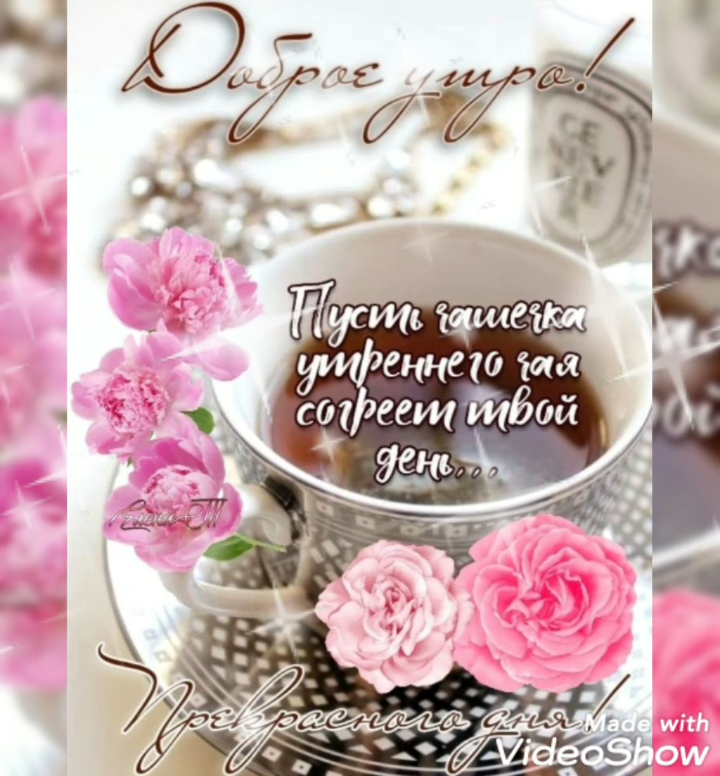 Доброе утро!
Пусть чашечка
утреннего чая
согреет твой
день...
Прекрасного дня!
Made with
VideoShow